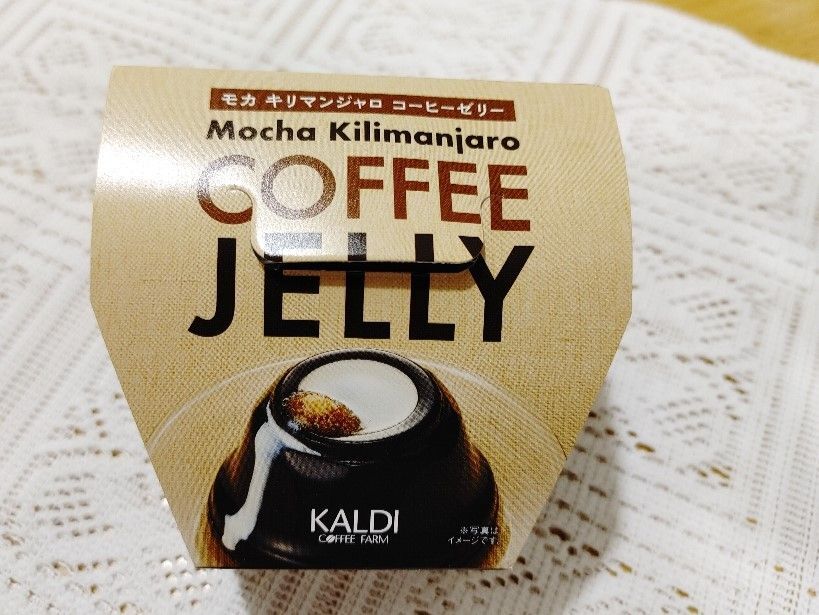 モカ キリマンジャロ コーヒーゼリー
Mocha Kilimanjaro
COFFEE
JELLY
KALDI
COFFEE FARM
※写真は
イメージです。